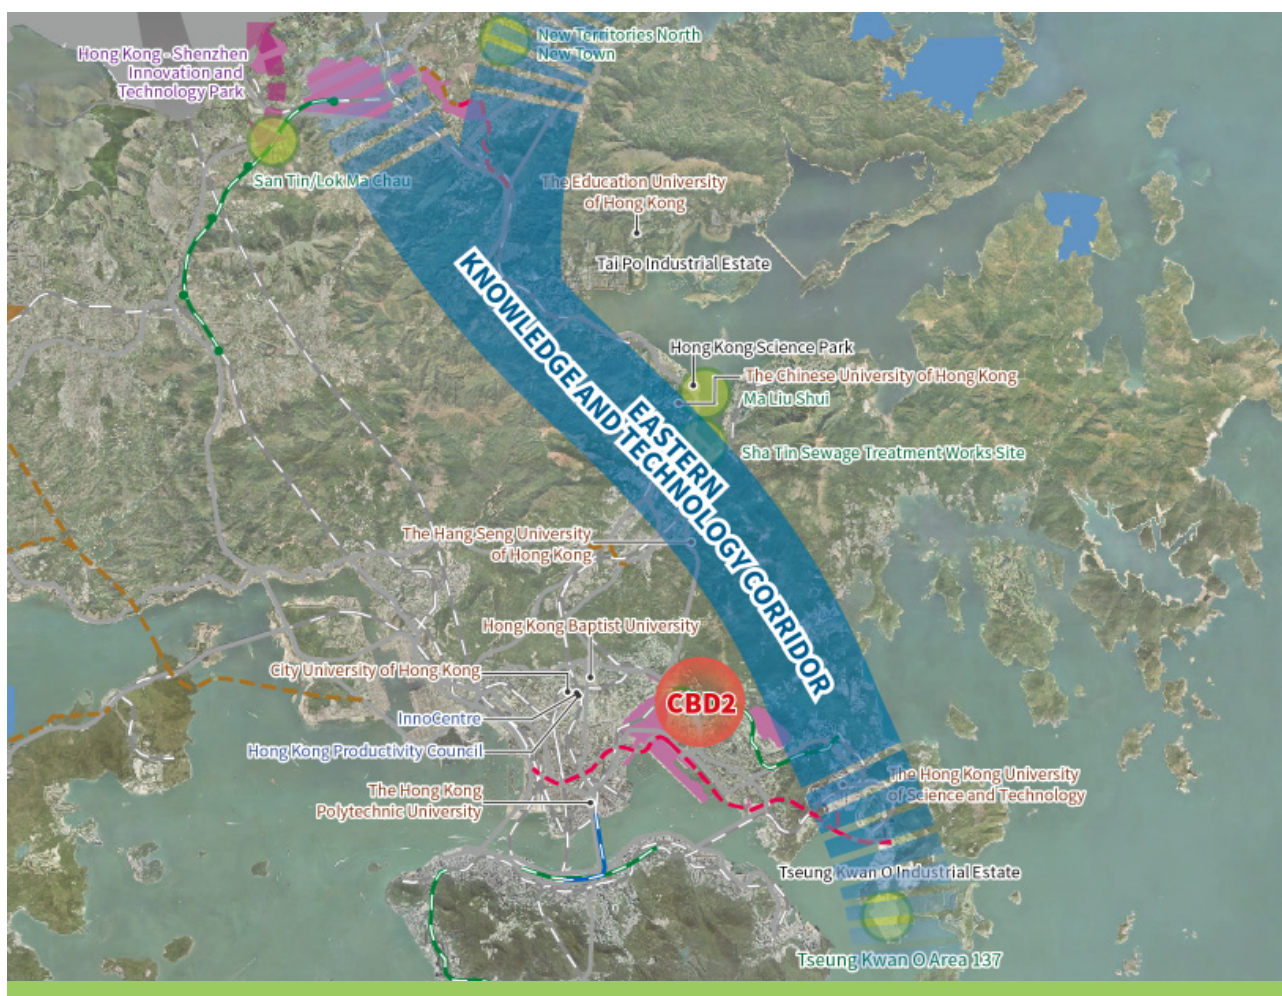 New Territories North
New Town
Hong Kong - Shenzhen
Innovation and
Technology Park
San Tin/Lok Ma Chau
The Education University
of Hong Kong
Tai Po Industrial Estate
KNOWLEDGE AND TECHNOLOGY CORRIDOR
EASTERN
Hong Kong Science Park
The Chinese University of Hong Kong
Ma Liu Shui
Sha Tin Sewage Treatment Works Site
The Hang Seng University
of Hong Kong
Hong Kong Baptist University
City University of Hong Kong
CBD2
InnoCentre
Hong Kong Productivity Council
The Hong Kong
Polytechnic University
The Hong Kong University
of Science and Technology
Tseung Kwan O Industrial Estate
Tseung Kwan O Area 137